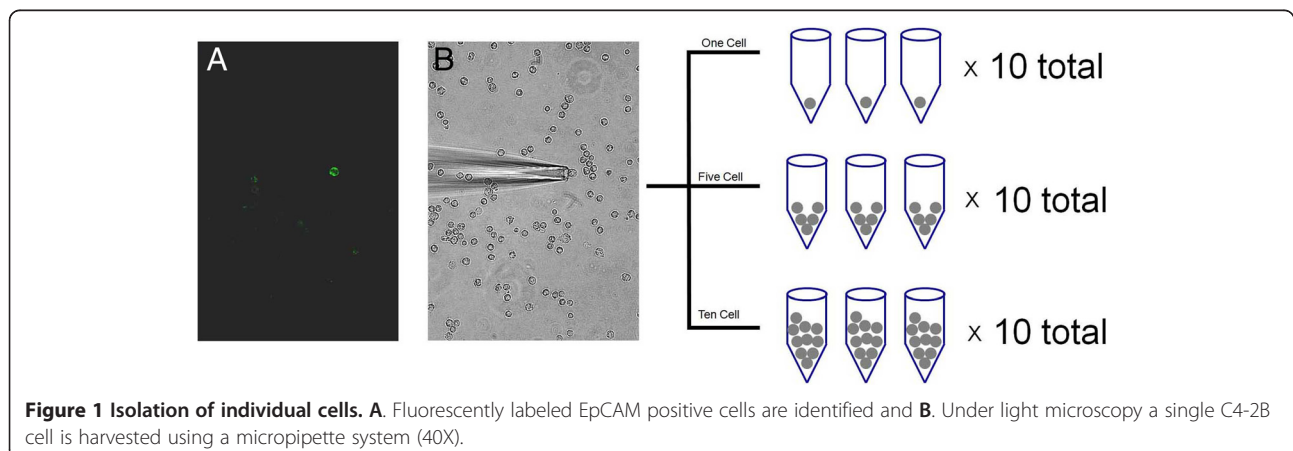 A
B
One Cell
x 10 total
Five Cell
x 10 total
Ten Cell
x 10 total
Figure 1 Isolation of individual cells. A. Fluorescently labeled EpCAM positive cells are identified and B. Under light microscopy a single C4-2B
cell is harvested using a micropipette system (40X).